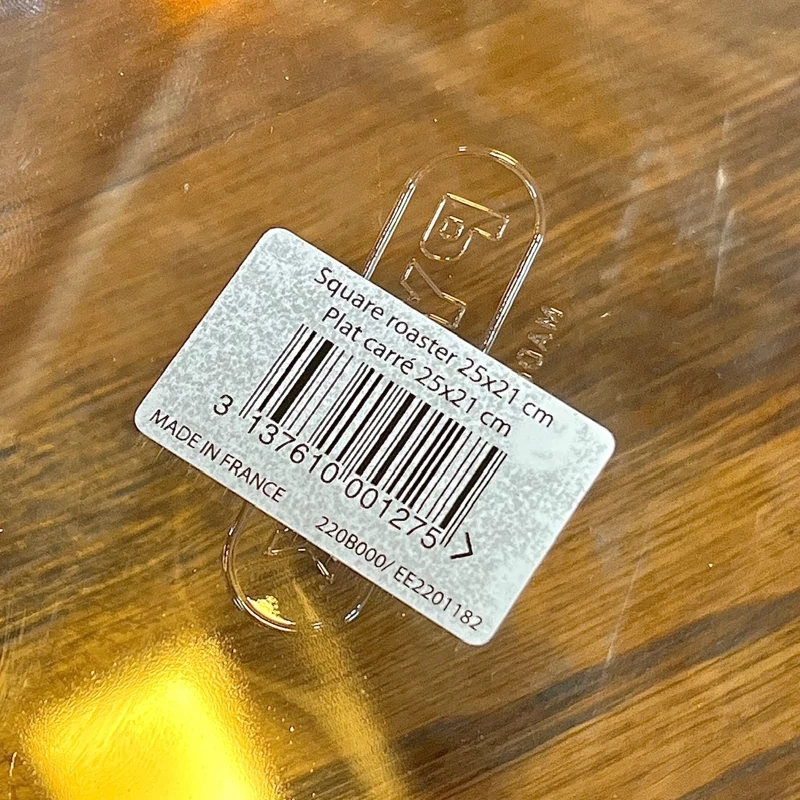 Square roaster 25x21 cm
Plat carré 25x21 cm
3 137610 001275 >
MADE IN FRANCE
220B000/ EE2201182